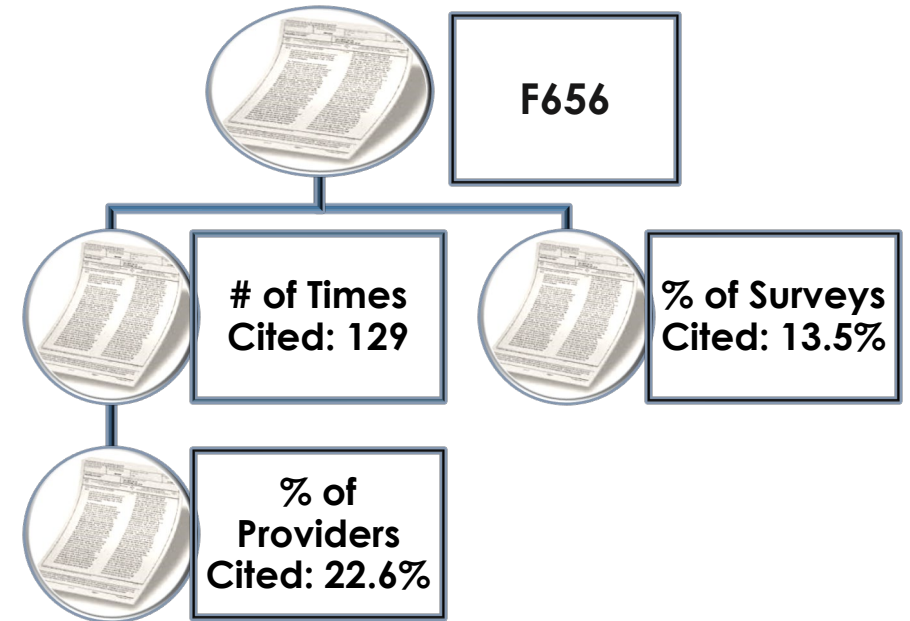 F656
# of Times
Cited: 129
% of Surveys
Cited: 13.5%
% of
Providers
Cited: 22.6%